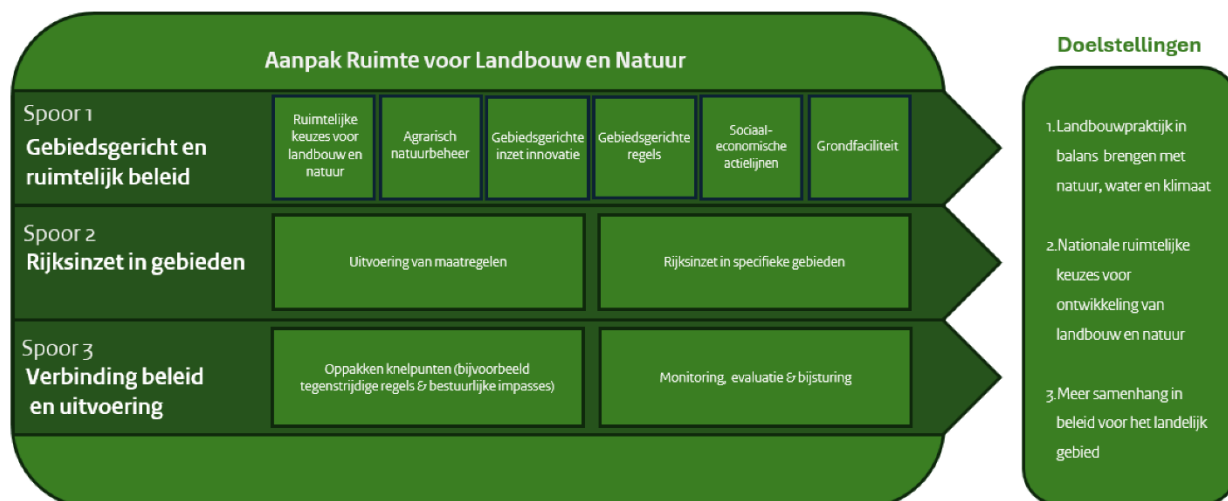 Aanpak Ruimte voor Landbouw en Natuur
Spoor 1
Gebiedsgericht en
ruimtelijk beleid
Ruimtelijke
keuzes voor
landbouw en
natuur
Agrarisch
natuurbeheer
Gebiedsgerichte
inzet innovatie
Gebiedsgerichte
regels
Sociaal-
economische
actielijnen
Grondfaciliteit
Spoor 2
Rijksinzet in gebieden
Uitvoering van maatregelen
Rijksinzet in specifieke gebieden
Spoor 3
Verbinding beleid
en uitvoering
Oppakken knelpunten (bijvoorbeeld
tegenstrijdige regels & bestuurlijke impasses)
Monitoring, evaluatie & bijsturing
Doelstellingen
1.Landbouwpraktijk in
balans brengen met
natuur, water en klimaat
2.Nationale ruimtelijke
keuzes voor
ontwikkeling van
landbouw en natuur
3.Meer samenhang in
beleid voor het landelijk
gebied